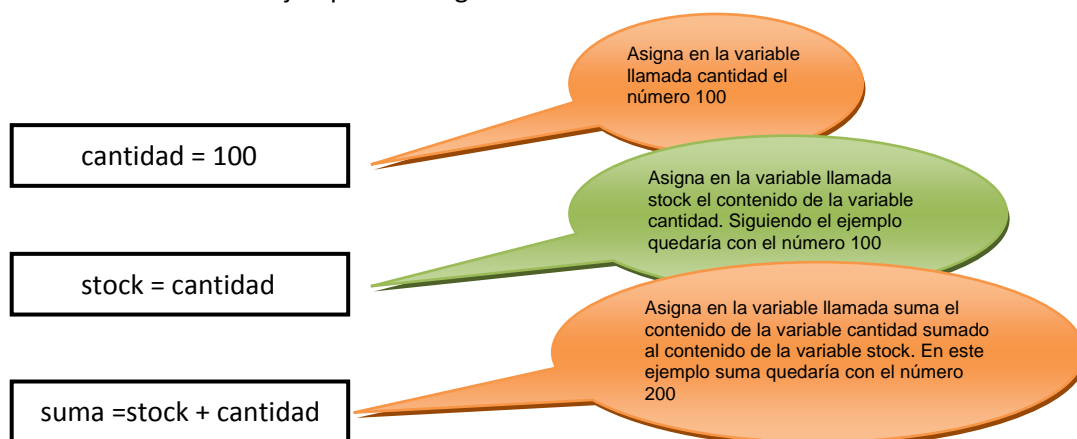 Asigna en la variable
llamada cantidad el
número 100
cantidad = 100
Asigna en la variable llamada
stock el contenido de la variable
cantidad. Siguiendo el ejemplo
quedaría con el número 100
stock = cantidad
Asigna en la variable llamada suma el
contenido de la variable cantidad sumado
al contenido de la variable stock. En este
ejemplo suma quedaría con el número
200
suma =stock + cantidad